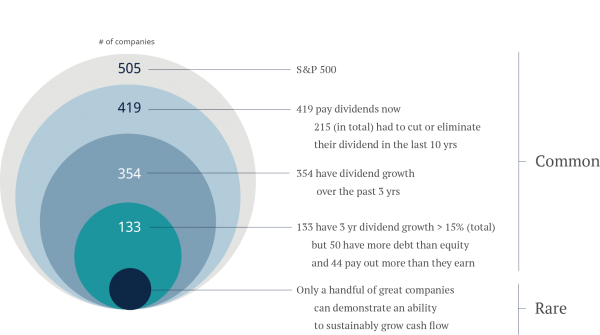 # of companies
505
S&P 500
419
419 pay dividends now
215 (in total) had to cut or eliminate
their dividend in the last 10 yrs
Common
354
354 have dividend growth
over the past 3 yrs
133
133 have 3 yr dividend growth > 15% (total)
but 50 have more debt than equity
and 44 pay out more than they earn
Only a handful of great companies
can demonstrate an ability
to sustainably grow cash flow
Rare